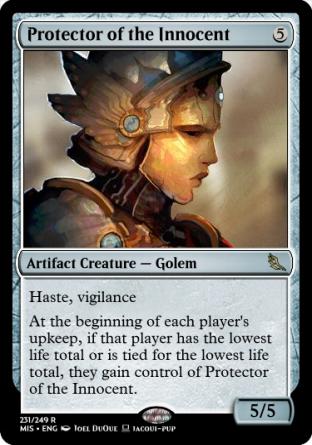 Protector of the Innocent 5
Artifact Creature — Golem
Haste, vigilance
At the beginning of each player's
upkeep, if that player has the lowest
life total or is tied for the lowest life
total, they gain control of Protector
of the Innocent.
5/5
231/249 R
MIS • ENG Joel DuQue jacqui-pup